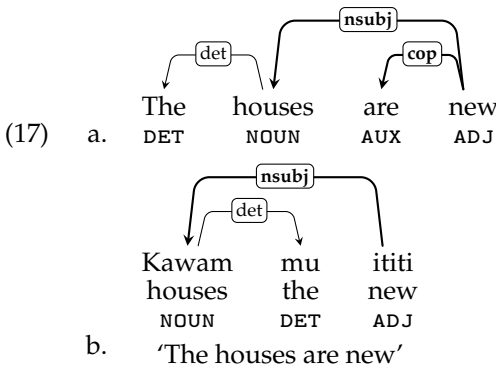 nsubj
det cop
The houses are new
(17) a. DET NOUN AUX ADJ
nsubj
det
Kawam mu ititi
houses the new
NOUN DET ADJ
b. 'The houses are new'